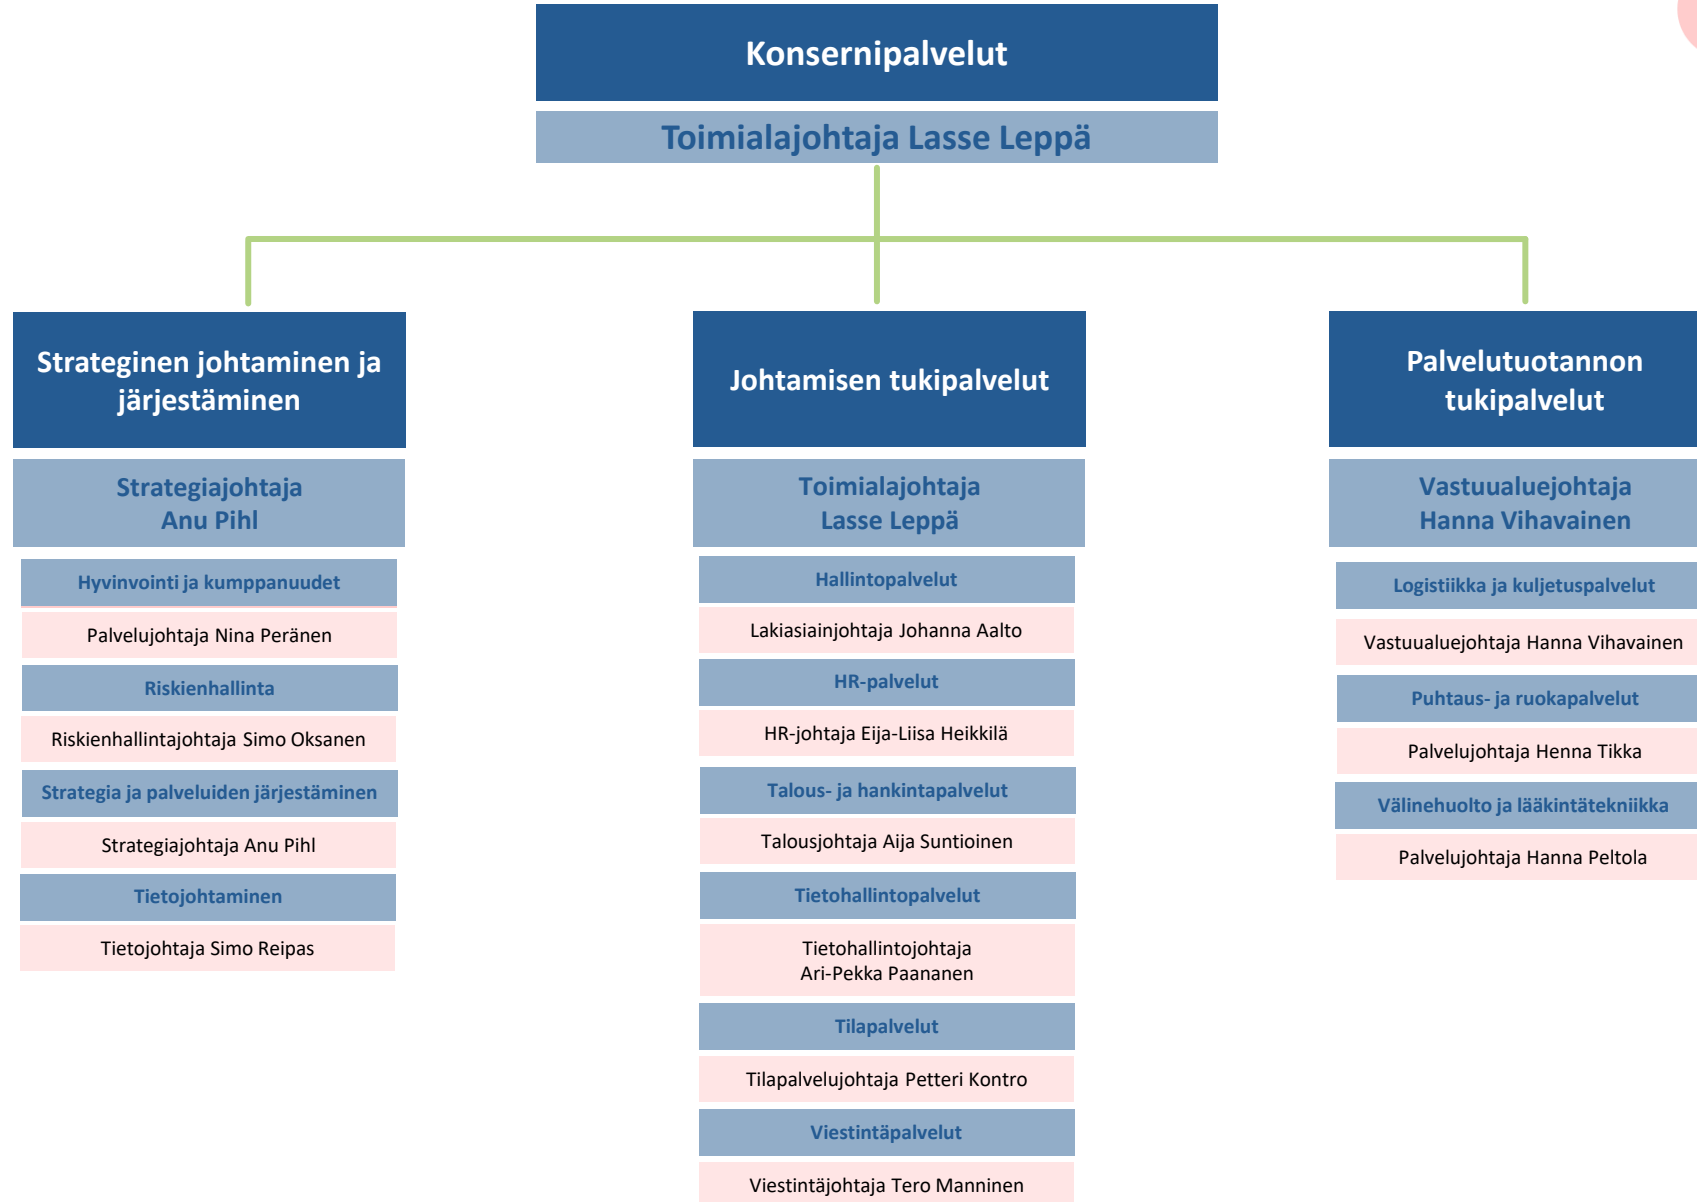 Konsernipalvelut
Toimialajohtaja Lasse Leppä
Strateginen johtaminen ja
järjestäminen
Strategiajohtaja
Anu Pihl
Hyvinvointi ja kumppanuudet
Palvelujohtaja Nina Peränen
Riskienhallinta
Riskienhallintajohtaja Simo Oksanen
Strategia ja palveluiden järjestäminen
Strategiajohtaja Anu Pihl
Tietojohtaminen
Tietojohtaja Simo Reipas
Johtamisen tukipalvelut
Toimialajohtaja
Lasse Leppä
Hallintopalvelut
Lakiasiainjohtaja Johanna Aalto
HR-palvelut
HR-johtaja Eija-Liisa Heikkilä
Talous- ja hankintapalvelut
Talousjohtaja Aija Suntioinen
Tietohallintopalvelut
Tietohallintojohtaja
Ari-Pekka Paananen
Tilapalvelut
Tilapalvelujohtaja Petteri Kontro
Viestintäpalvelut
Viestintäjohtaja Tero Manninen
Palvelutuotannon
tukipalvelut
Vastuualuejohtaja
Hanna Vihavainen
Logistiikka ja kuljetuspalvelut
Vastuualuejohtaja Hanna Vihavainen
Puhtaus- ja ruokapalvelut
Palvelujohtaja Henna Tikka
Välinehuolto ja lääkintätekniikka
Palvelujohtaja Hanna Peltola